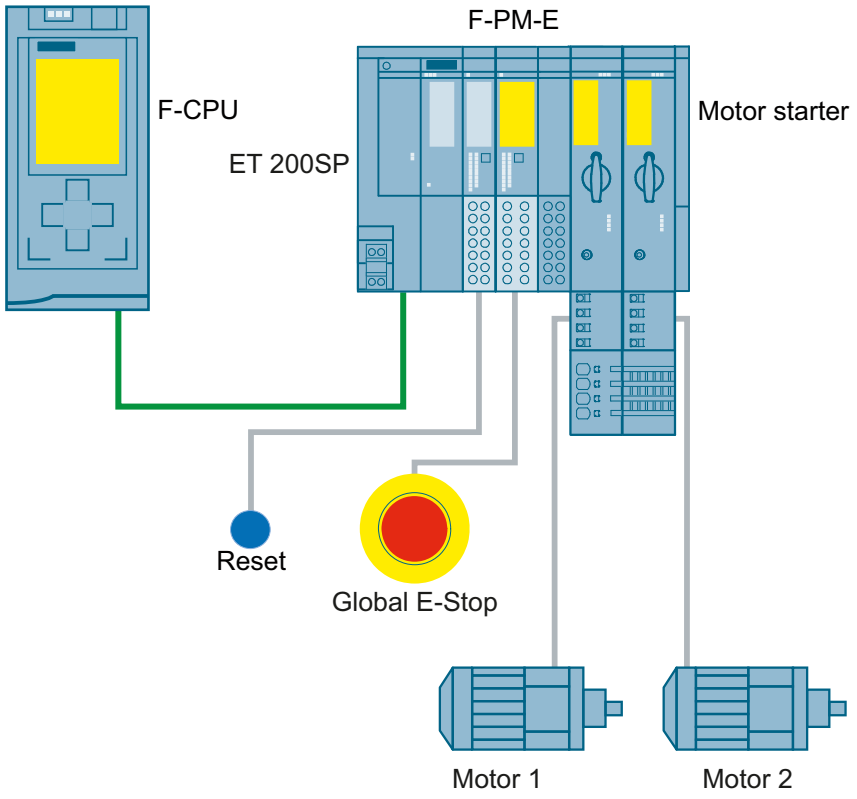 F-PM-E
F-CPU
Motor starter
ET 200SP
Reset
Global E-Stop
Motor 1
Motor 2